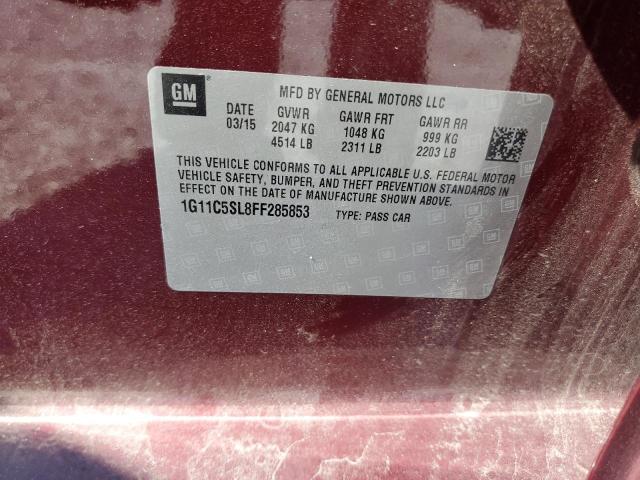 GM
MFD BY GENERAL MOTORS LLC
DATE GVWR GAWR FRT GAWR RR
03/15 2047 KG 1048 KG 999 KG
4514 LB 2311 LB 2203 LB
THIS VEHICLE CONFORMS TO ALL APPLICABLE U.S. FEDERAL MOTOR
VEHICLE SAFETY, BUMPER, AND THEFT PREVENTION STANDARDS IN
EFFECT ON THE DATE OF MANUFACTURE SHOWN ABOVE.
1G11C5SL8FF285853 TYPE: PASS CAR